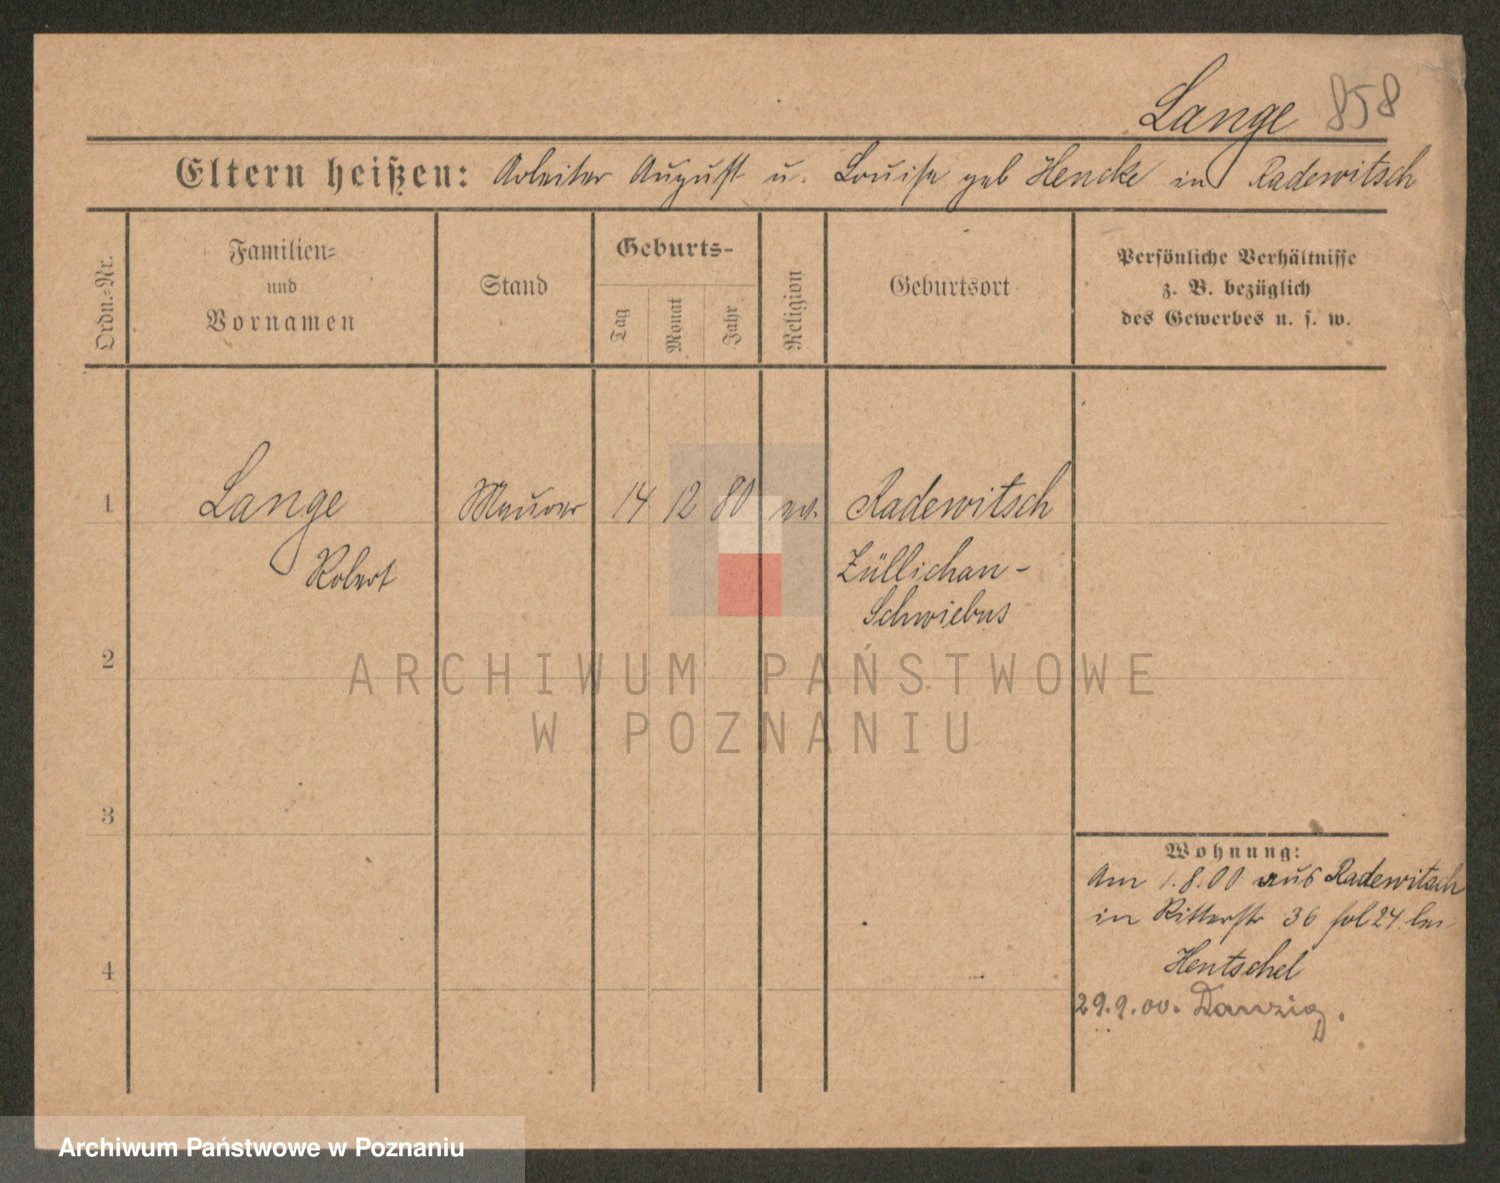 Lange 858
Eltern heißen: Arbeiter August u. Louise geb Hencke in Radewitsch
Ordn.-Nr.
Familien-
und
Vornamen
Stand
Geburts-
Tag
Monat
Jahr
Religion
Geburtsort
Persönliche Verhältnisse
z. B. bezüglich
des Gewerbes u. s. w.
1 Lange Maurer 14 12 80 ev. Radewitsch
Robert
Züllichau-
Schwiebus
2
ARCHIWUM PAŃSTWOWE
W POZNANIU
3
Wohnung:
Am 1.8.00 aus Radewitsch
in Ritterstr 36 fol 24 bei
Hentschel
4
29.9.00. Danzig.
Archiwum Państwowe w Poznaniu